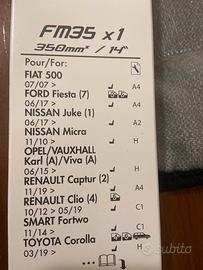 FM35 x1
350mm* / 14"
Pour/For:
FIAT 500
07/07 > A4
FORD Fiesta (7)
06/17 > A4
NISSAN Juke (1)
06/17 > A2
NISSAN Micra
11/10 > H
OPEL/VAUXHALL
Karl (A)/Viva (A)
05/15 >
RENAULT Captur (2)
11/19 > A4
RENAULT Clio (4)
10/12 > 05/19 C1
SMART Fortwo
11/14 > C1
TOYOTA Corolla
03/19 > H
subito